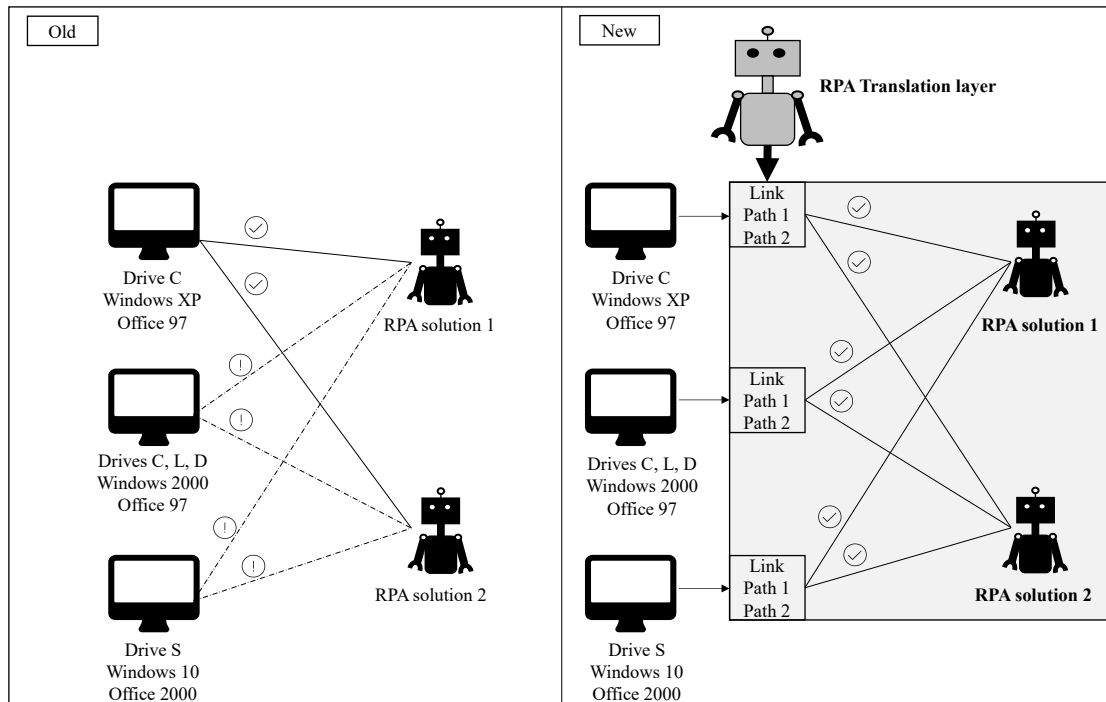 Old
Drive C
Windows XP
Office 97
RPA solution 1
Drives C, L, D
Windows 2000
Office 97
RPA solution 2
Drive S
Windows 10
Office 2000
New
RPA Translation layer
Link
Path 1
Path 2
Drive C
Windows XP
Office 97
RPA solution 1
Link
Path 1
Path 2
Drives C, L, D
Windows 2000
Office 97
Link
Path 1
Path 2
RPA solution 2
Drive S
Windows 10
Office 2000